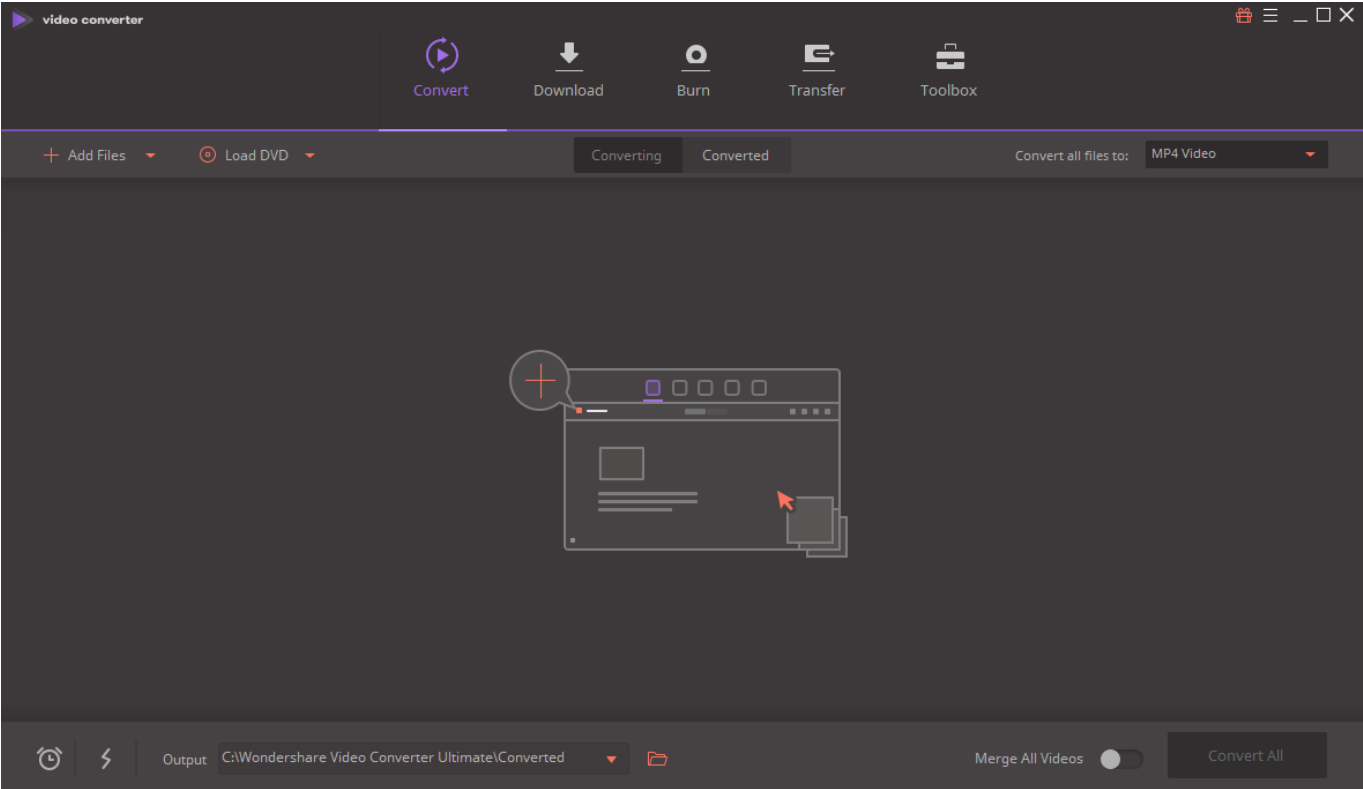 video converter
Convert
Download
Burn
Transfer
Toolbox
Add Files
Load DVD
Converting
Converted
Convert all files to:
MP4 Video
Output
C:\Wondershare Video Converter Ultimate\Converted
Merge All Videos
Convert All